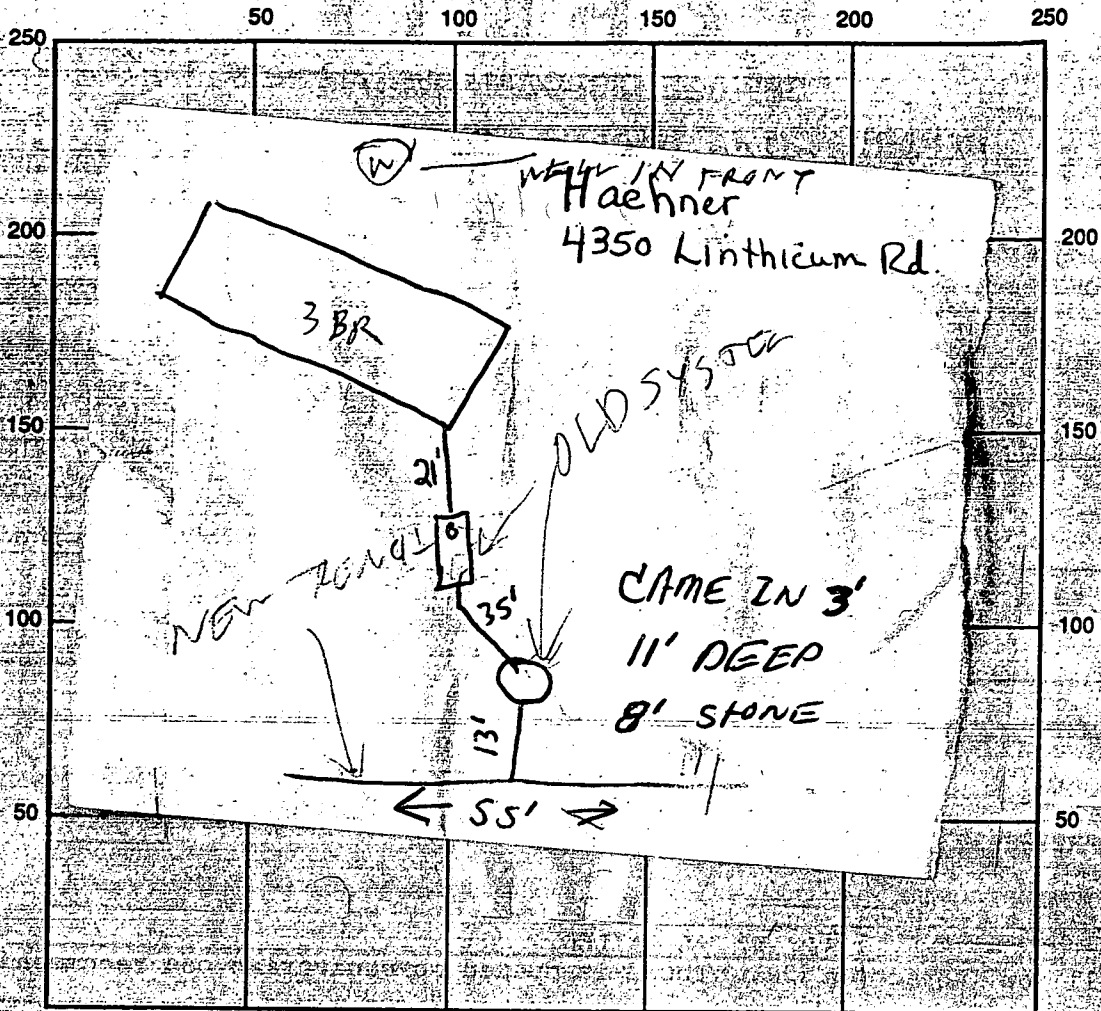 50 100 150 200 250
250
W WELL IN FRONT
Haehner
200 4350 Linthicum Rd. 200
3 BR
OLD SYSTEM
150 150
21'
NEW
35'
CAME IN 3'
100 100
11' DEEP
8' STONE
13'
50 ← 55' → 50